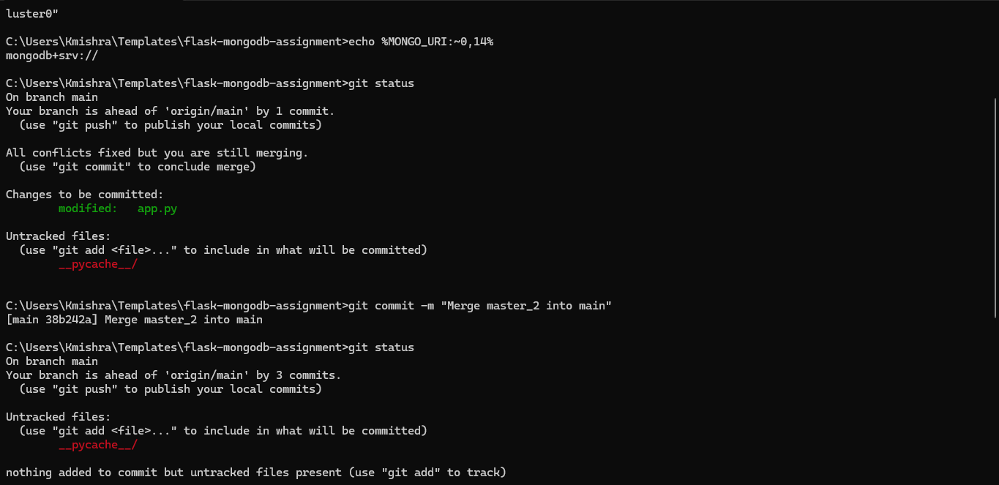 luster0"
C:\Users\Kmishra\Templates\flask-mongodb-assignment>echo %MONGO_URI:~0,14%
mongodb+srv://
C:\Users\Kmishra\Templates\flask-mongodb-assignment>git status
On branch main
Your branch is ahead of 'origin/main' by 1 commit.
  (use "git push" to publish your local commits)
All conflicts fixed but you are still merging.
  (use "git commit" to conclude merge)
Changes to be committed:
        modified:   app.py
Untracked files:
  (use "git add <file>..." to include in what will be committed)
        __pycache__/
C:\Users\Kmishra\Templates\flask-mongodb-assignment>git commit -m "Merge master_2 into main"
[main 38b242a] Merge master_2 into main
C:\Users\Kmishra\Templates\flask-mongodb-assignment>git status
On branch main
Your branch is ahead of 'origin/main' by 3 commits.
  (use "git push" to publish your local commits)
Untracked files:
  (use "git add <file>..." to include in what will be committed)
        __pycache__/
nothing added to commit but untracked files present (use "git add" to track)